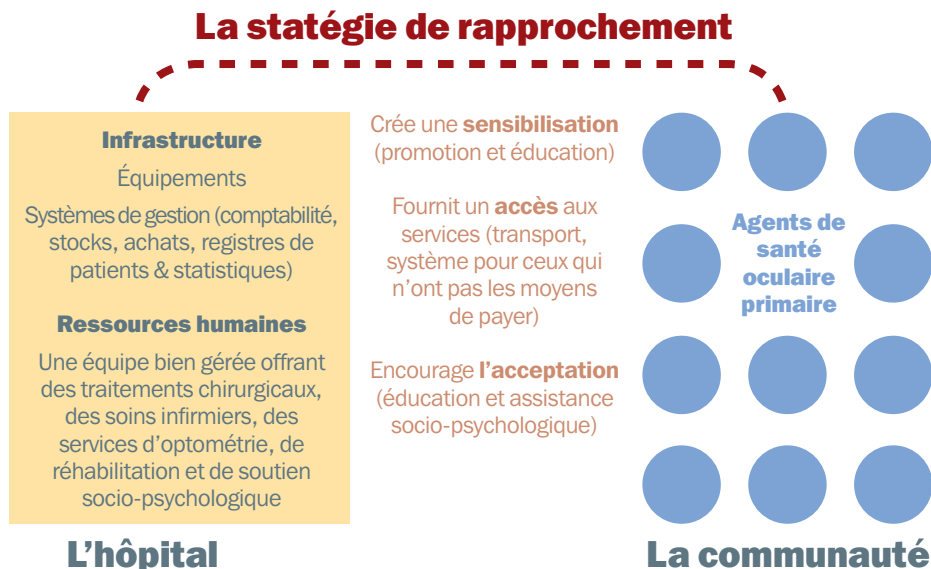 La statégie de rapprochement
Infrastructure
Équipements
Systèmes de gestion (comptabilité,
stocks, achats, registres de
patients & statistiques)
Ressources humaines
Une équipe bien gérée offrant
des traitements chirurgicaux,
des soins infirmiers, des
services d'optométrie, de
réhabilitation et de soutien
socio-psychologique
L'hôpital
Crée une sensibilisation
(promotion et éducation)
Fournit un accès aux
services (transport,
système pour ceux qui
n'ont pas les moyens
de payer)
Encourage l'acceptation
(éducation et assistance
socio-psychologique)
Agents de
santé
oculaire
primaire
La communauté